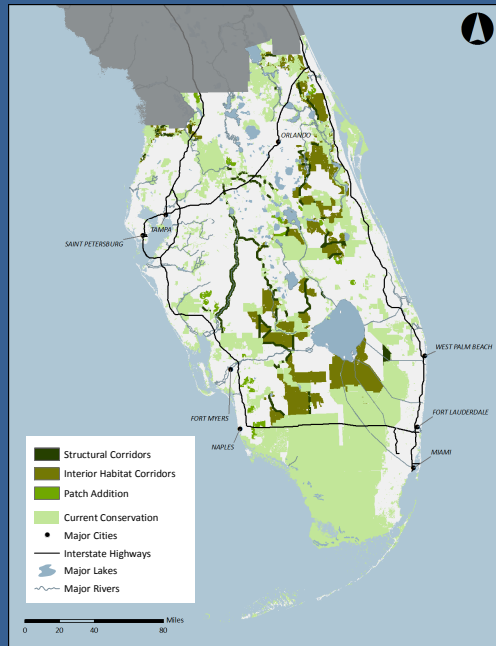 ORLANDO
TAMPA
SAINT PETERSBURG
WEST PALM BEACH
FORT MYERS
FORT LAUDERDALE
NAPLES
MIAMI
Structural Corridors
Interior Habitat Corridors
Patch Addition
Current Conservation
Major Cities
Interstate Highways
Major Lakes
Major Rivers
Miles
0 20 40 80